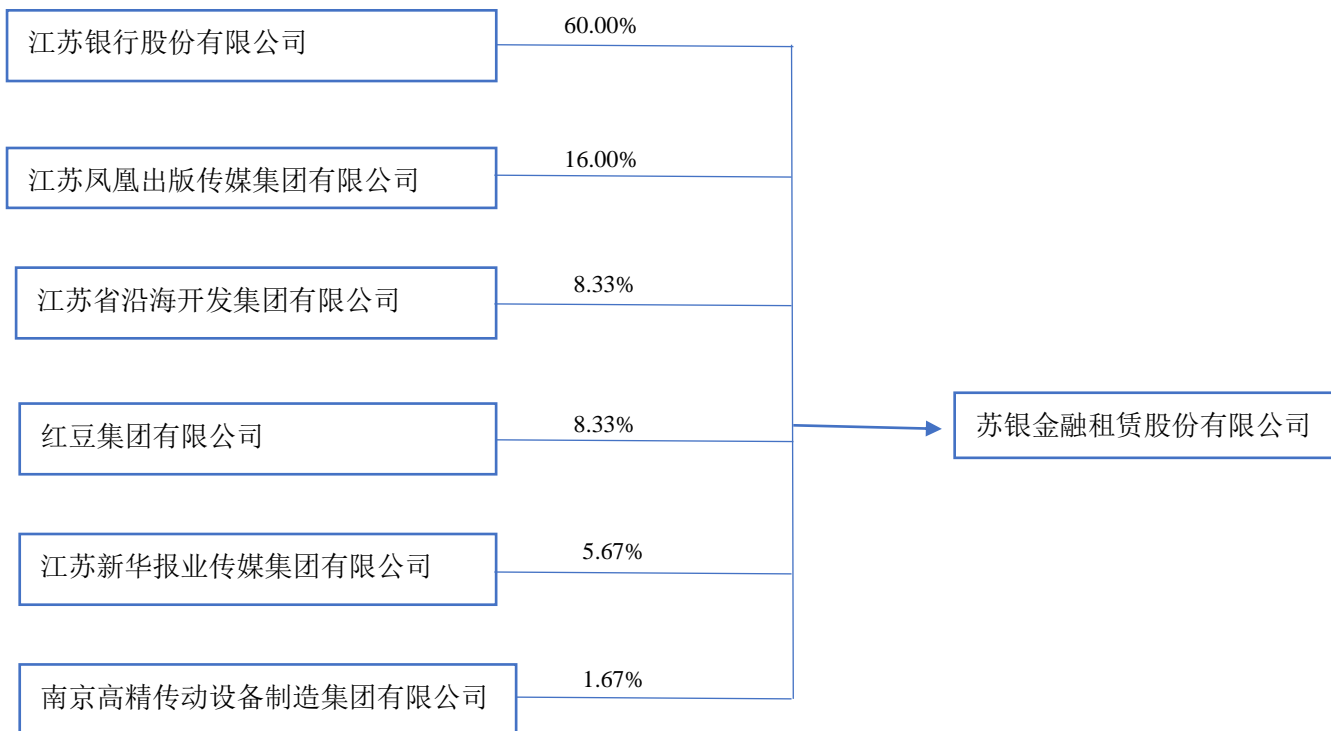 江苏银行股份有限公司
60.00%
江苏凤凰出版传媒集团有限公司
16.00%
江苏省沿海开发集团有限公司
8.33%
红豆集团有限公司
8.33%
苏银金融租赁股份有限公司
江苏新华报业传媒集团有限公司
5.67%
南京高精传动设备制造集团有限公司
1.67%